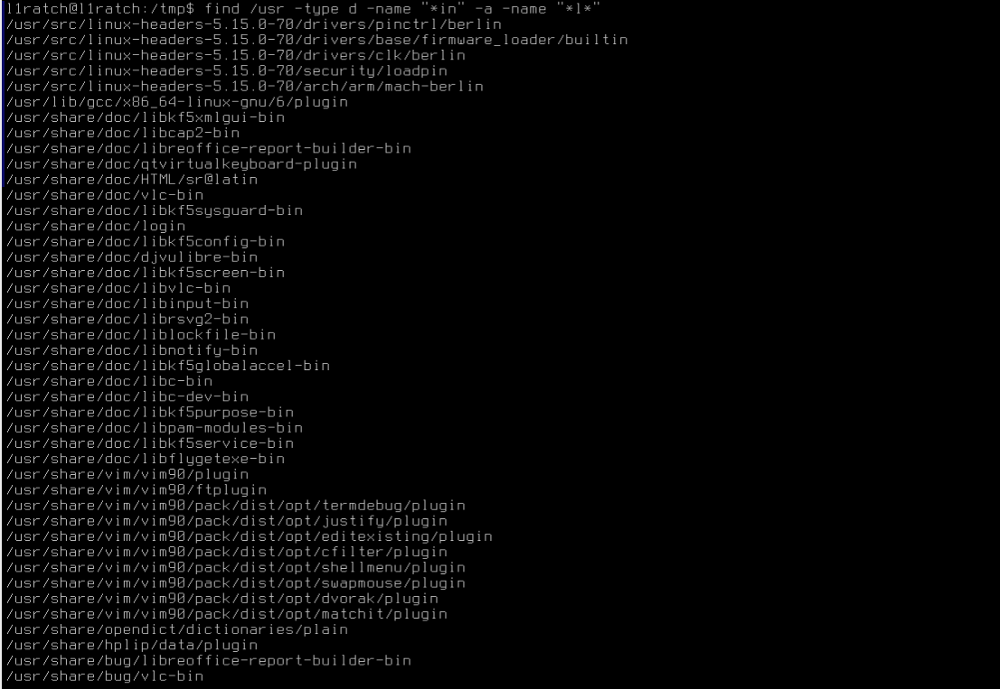 l1ratch@l1ratch:/tmp$ find /usr -type d -name "*in" -a -name "*l*"
/usr/src/linux-headers-5.15.0-70/drivers/pinctrl/berlin
/usr/src/linux-headers-5.15.0-70/drivers/base/firmware_loader/builtin
/usr/src/linux-headers-5.15.0-70/drivers/clk/berlin
/usr/src/linux-headers-5.15.0-70/security/loadpin
/usr/src/linux-headers-5.15.0-70/arch/arm/mach-berlin
/usr/lib/gcc/x86_64-linux-gnu/6/plugin
/usr/share/doc/libkf5xmlgui-bin
/usr/share/doc/libcap2-bin
/usr/share/doc/libreoffice-report-builder-bin
/usr/share/doc/qtvirtualkeyboard-plugin
/usr/share/doc/HTML/sr@latin
/usr/share/doc/vlc-bin
/usr/share/doc/libkf5sysguard-bin
/usr/share/doc/login
/usr/share/doc/libkf5config-bin
/usr/share/doc/djvulibre-bin
/usr/share/doc/libkf5screen-bin
/usr/share/doc/libvlc-bin
/usr/share/doc/libinput-bin
/usr/share/doc/librsvg2-bin
/usr/share/doc/liblockfile-bin
/usr/share/doc/libnotify-bin
/usr/share/doc/libkf5globalaccel-bin
/usr/share/doc/libc-bin
/usr/share/doc/libc-dev-bin
/usr/share/doc/libkf5purpose-bin
/usr/share/doc/libpam-modules-bin
/usr/share/doc/libkf5service-bin
/usr/share/doc/libflygetexe-bin
/usr/share/vim/vim90/plugin
/usr/share/vim/vim90/ftplugin
/usr/share/vim/vim90/pack/dist/opt/termdebug/plugin
/usr/share/vim/vim90/pack/dist/opt/justify/plugin
/usr/share/vim/vim90/pack/dist/opt/editexisting/plugin
/usr/share/vim/vim90/pack/dist/opt/cfilter/plugin
/usr/share/vim/vim90/pack/dist/opt/shellmenu/plugin
/usr/share/vim/vim90/pack/dist/opt/swapmouse/plugin
/usr/share/vim/vim90/pack/dist/opt/dvorak/plugin
/usr/share/vim/vim90/pack/dist/opt/matchit/plugin
/usr/share/opendict/dictionaries/plain
/usr/share/hplip/data/plugin
/usr/share/bug/libreoffice-report-builder-bin
/usr/share/bug/vlc-bin